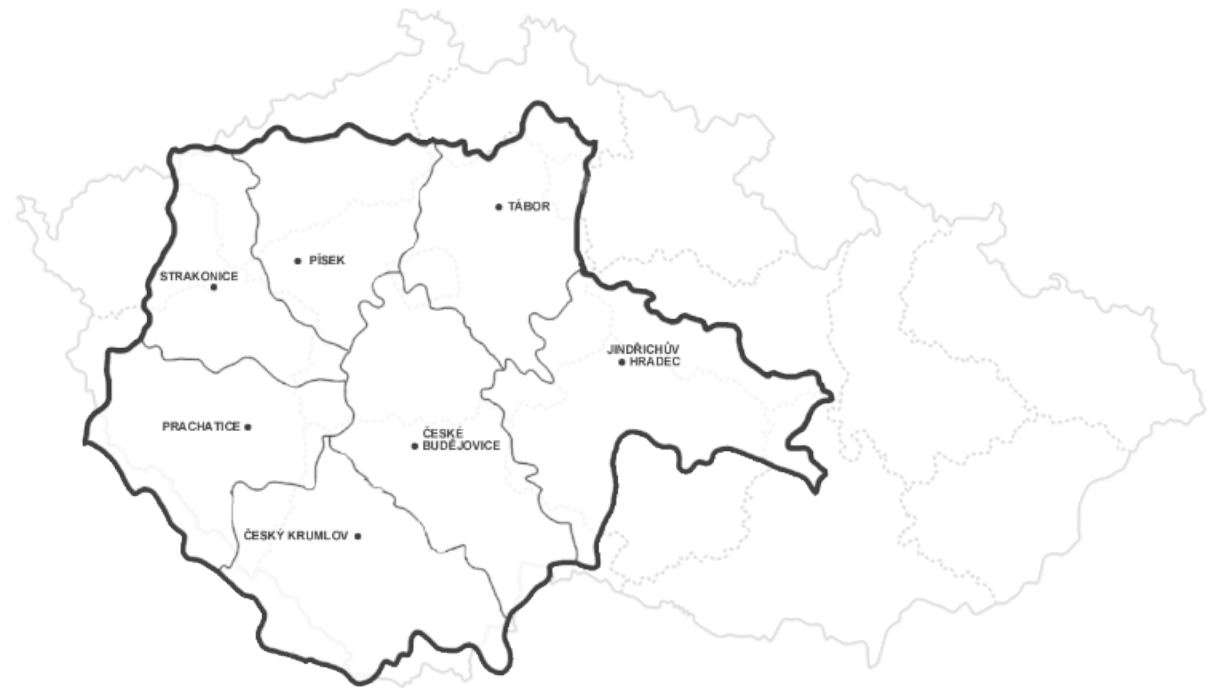 TÁBOR
PÍSEK
STRAKONICE
JINDŘICHŮV
HRADEC
PRACHATICE
ČESKÉ
BUDĚJOVICE
ČESKÝ KRUMLOV